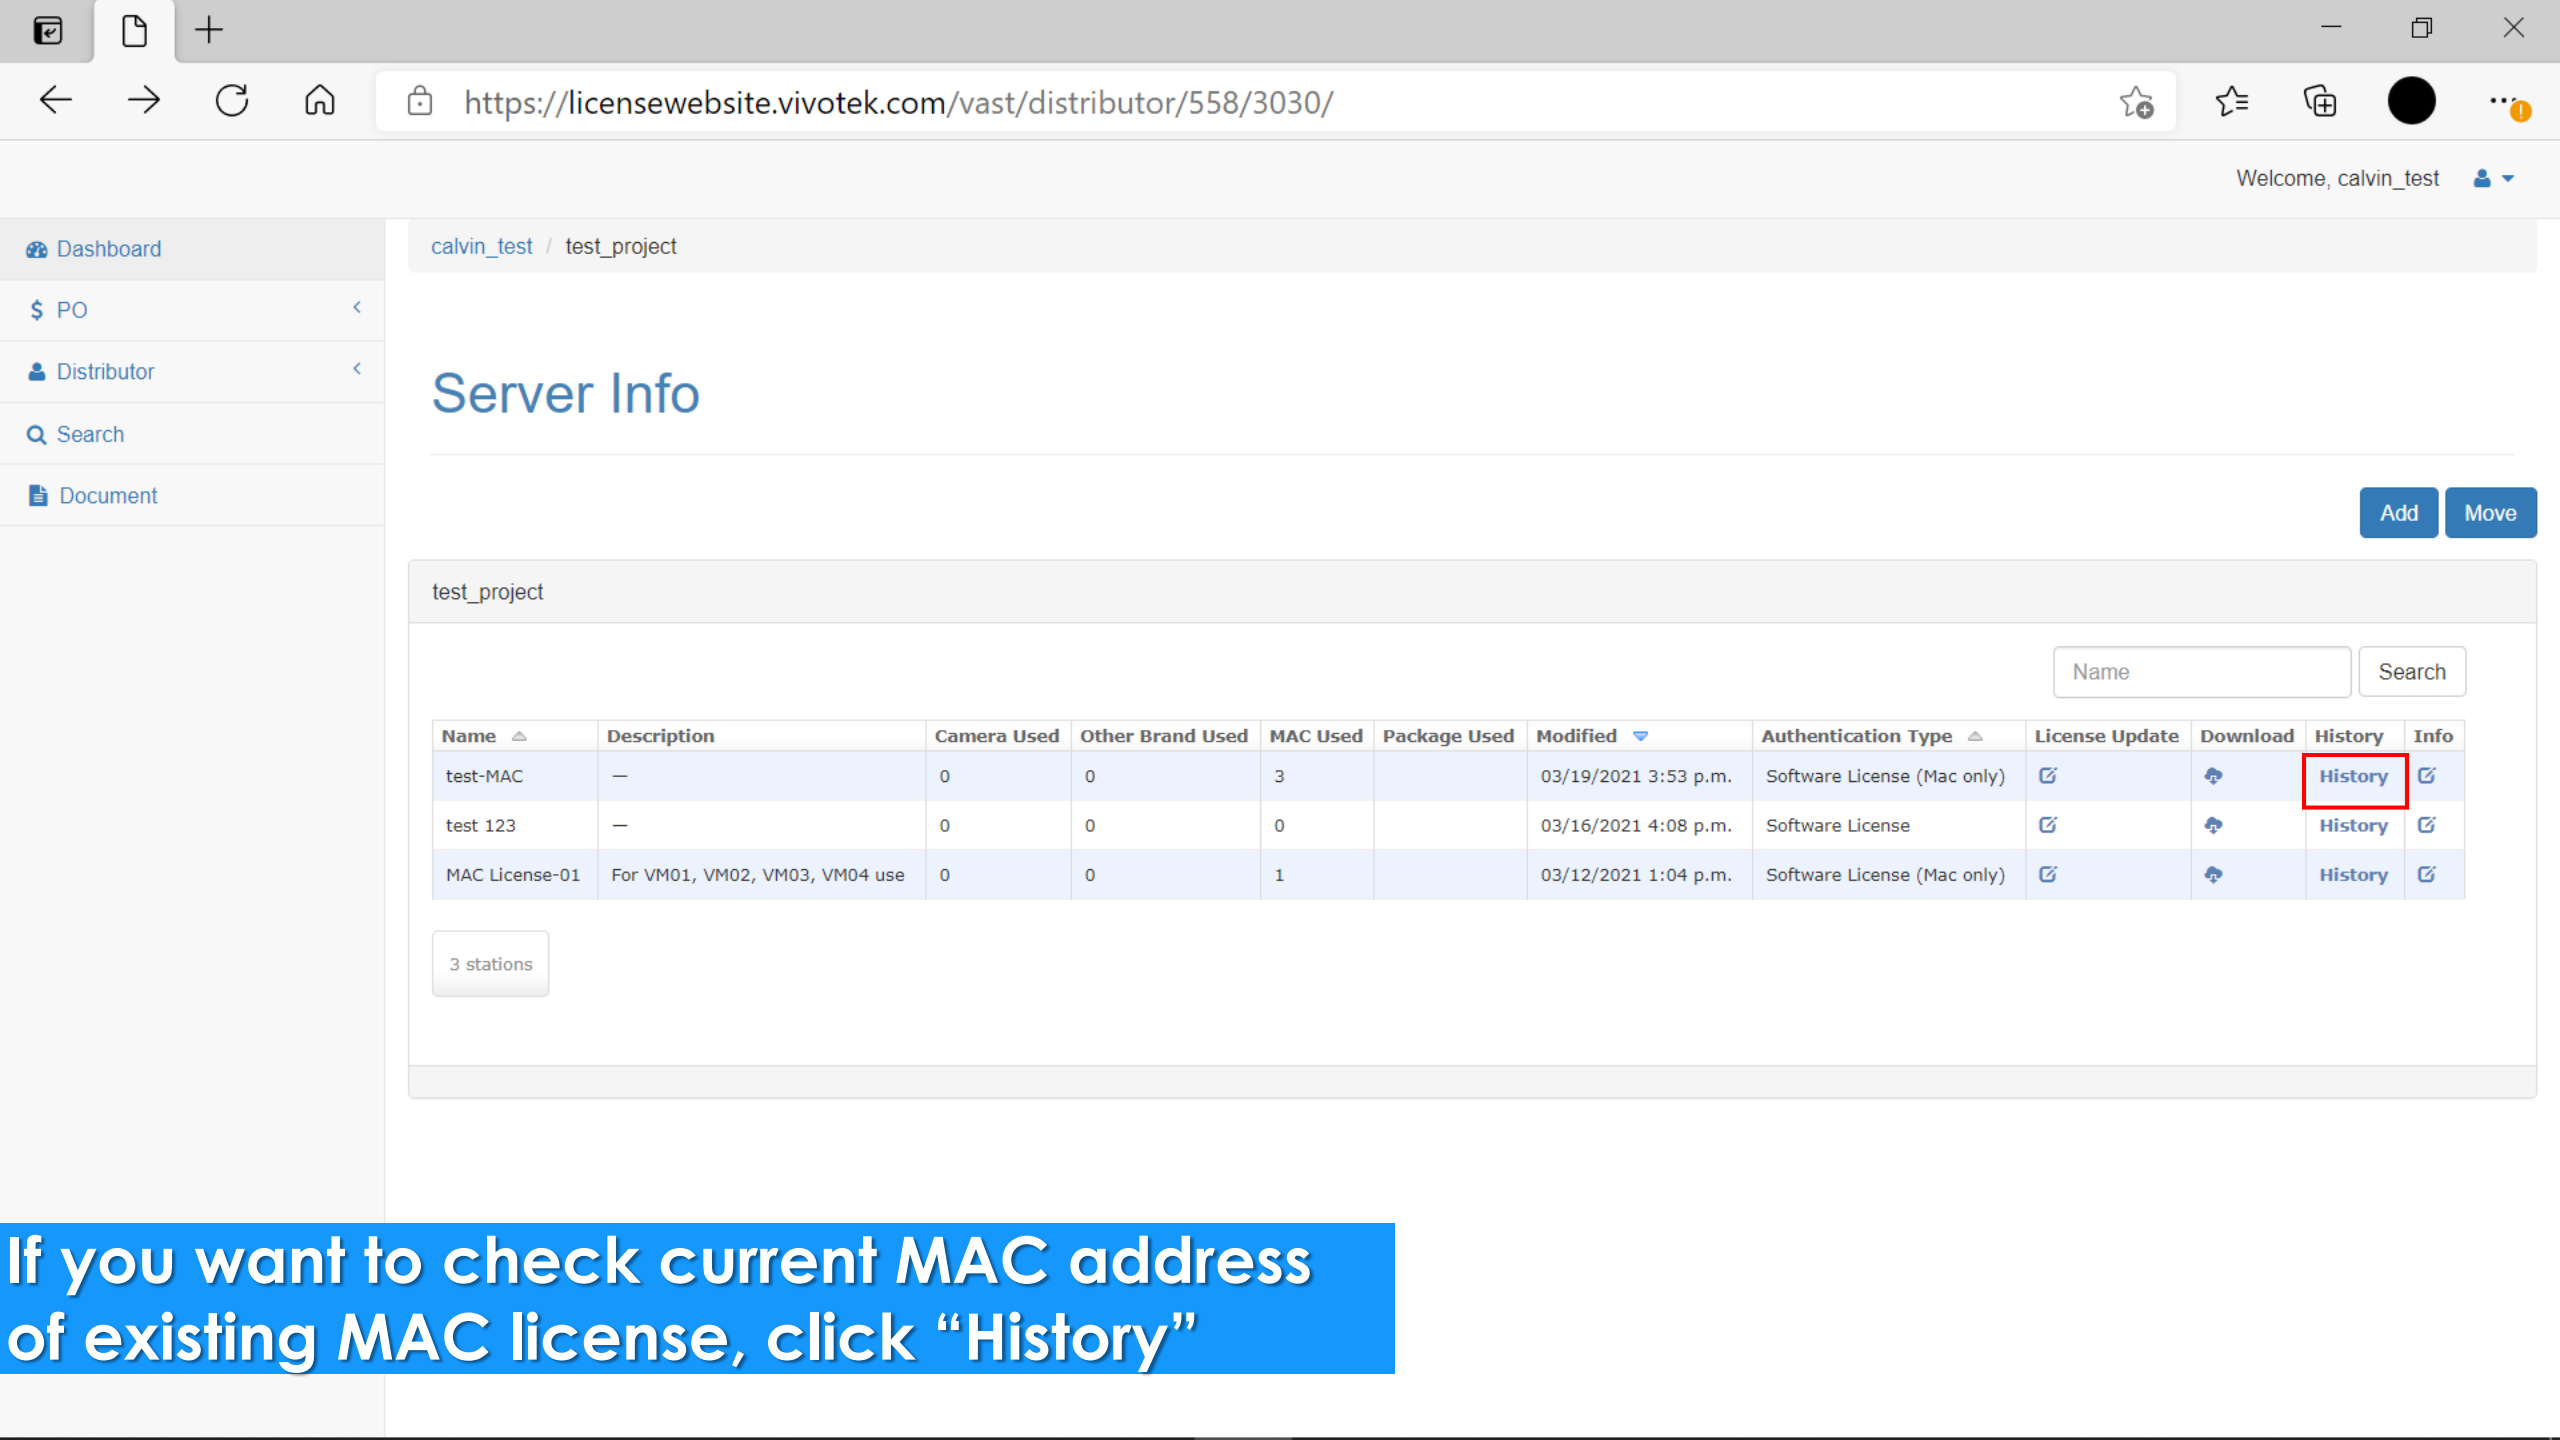 https://licensewebsite.vivotek.com/vast/distributor/558/3030/
Welcome, calvin_test
Dashboard
PO
Distributor
Search
Document
calvin_test / test_project
Server Info
Add Move
test_project
Name Search
Name Description Camera Used Other Brand Used MAC Used Package Used Modified Authentication Type License Update Download History Info
test-MAC — 0 0 3 03/19/2021 3:53 p.m. Software License (Mac only) History
test 123 — 0 0 0 03/16/2021 4:08 p.m. Software License History
MAC License-01 For VM01, VM02, VM03, VM04 use 0 0 1 03/12/2021 1:04 p.m. Software License (Mac only) History
3 stations
If you want to check current MAC address
of existing MAC license, click “History”